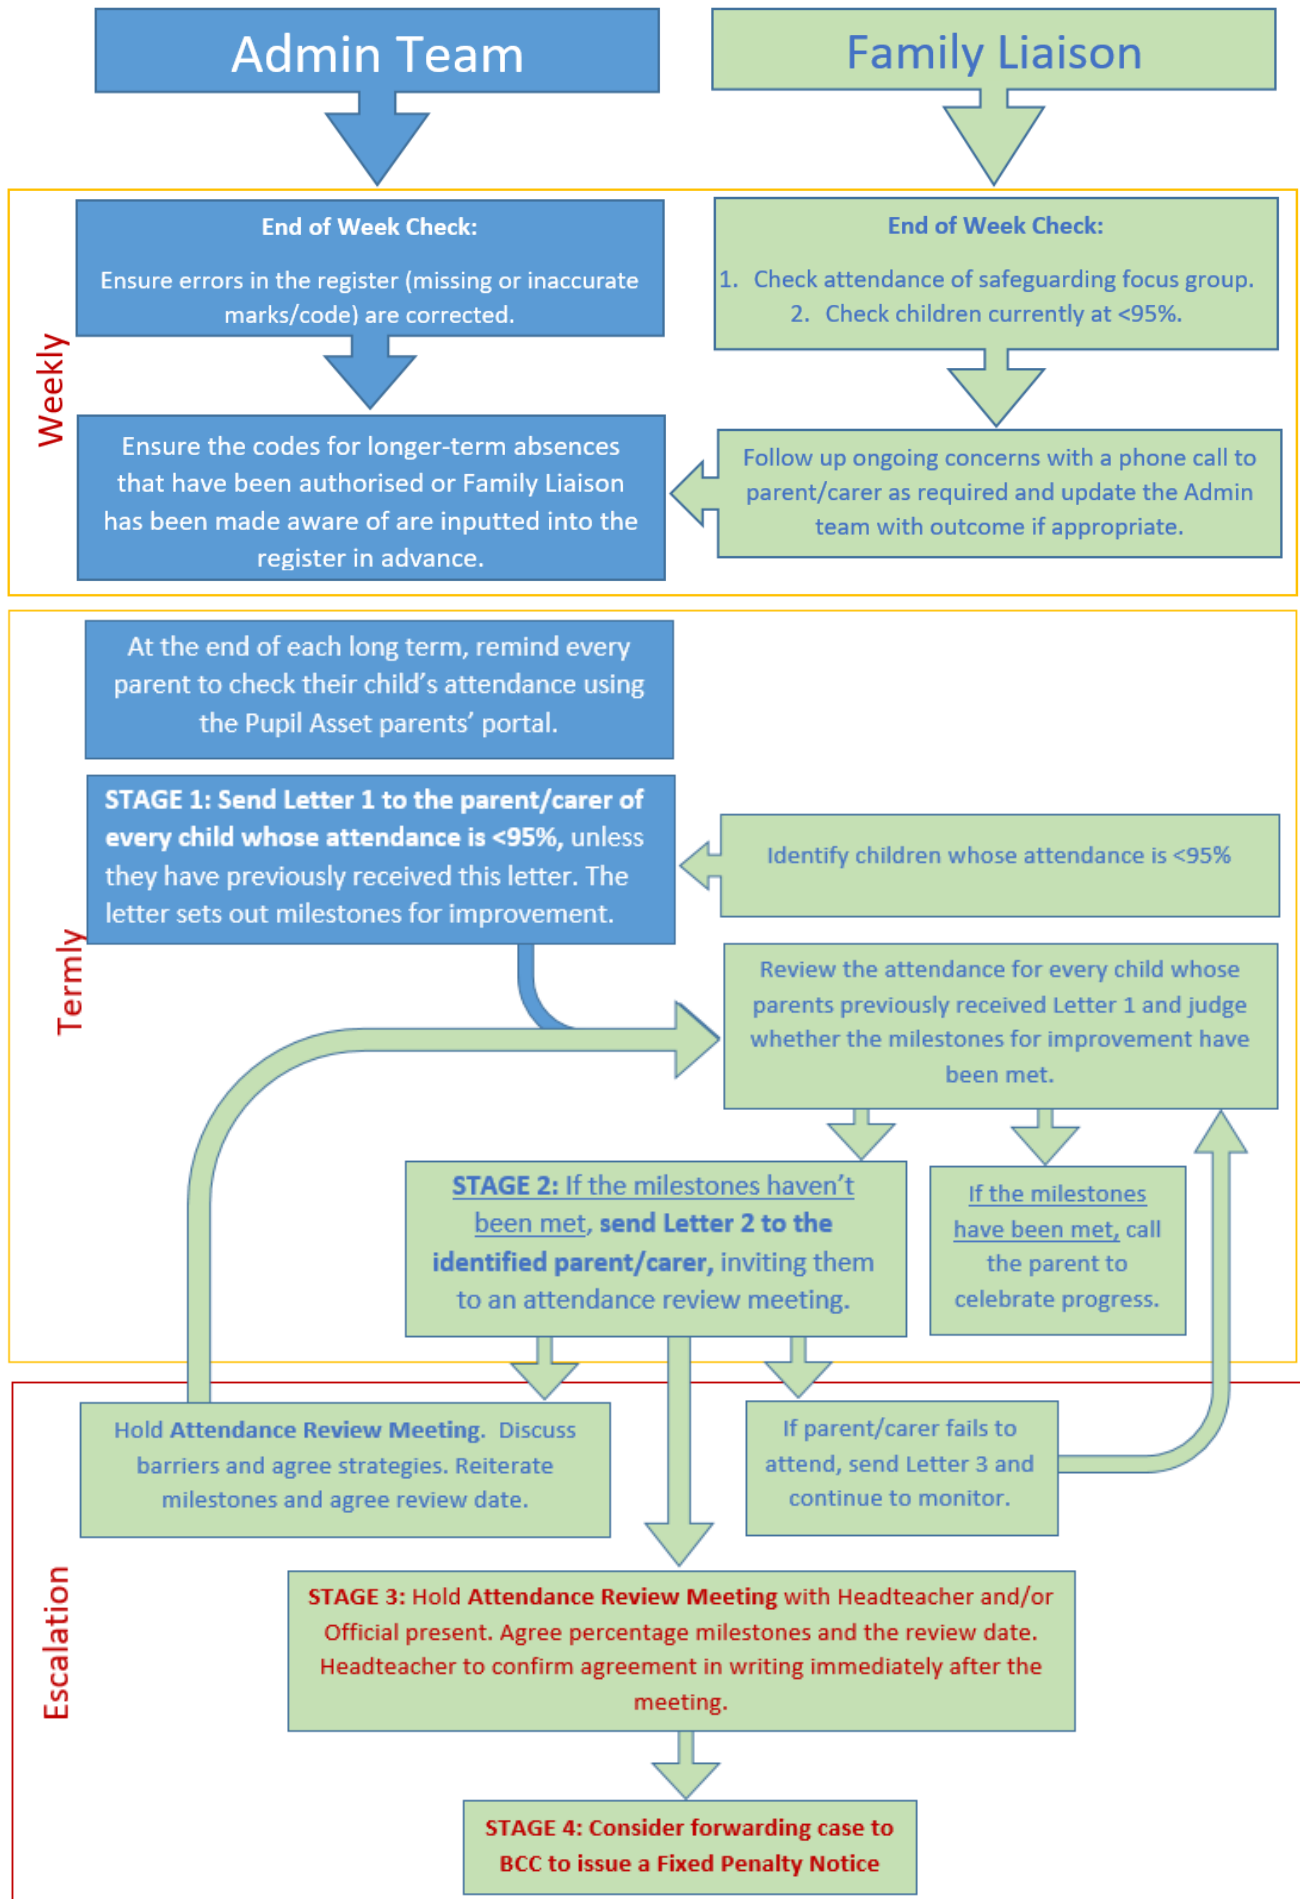 Admin Team
Family Liaison
Weekly
End of Week Check:
Ensure errors in the register (missing or inaccurate
marks/code) are corrected.
End of Week Check:
1. Check attendance of safeguarding focus group.
2. Check children currently at <95%.
Ensure the codes for longer-term absences
that have been authorised or Family Liaison
has been made aware of are inputted into the
register in advance.
Follow up ongoing concerns with a phone call to
parent/carer as required and update the Admin
team with outcome if appropriate.
Termly
At the end of each long term, remind every
parent to check their child's attendance using
the Pupil Asset parents' portal.
STAGE 1: Send Letter 1 to the parent/carer of
every child whose attendance is <95%, unless
they have previously received this letter. The
letter sets out milestones for improvement.
Identify children whose attendance is <95%
Review the attendance for every child whose
parents previously received Letter 1 and judge
whether the milestones for improvement have
been met.
STAGE 2: If the milestones haven't
been met, send Letter 2 to the
identified parent/carer, inviting them
to an attendance review meeting.
If the milestones
have been met, call
the parent to
celebrate progress.
Escalation
Hold Attendance Review Meeting. Discuss
barriers and agree strategies. Reiterate
milestones and agree review date.
If parent/carer fails to
attend, send Letter 3 and
continue to monitor.
STAGE 3: Hold Attendance Review Meeting with Headteacher and/or
Official present. Agree percentage milestones and the review date.
Headteacher to confirm agreement in writing immediately after the
meeting.
STAGE 4: Consider forwarding case to
BCC to issue a Fixed Penalty Notice